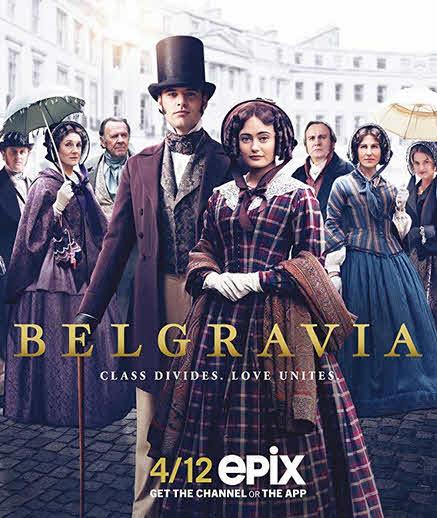 BELGRAVIA
CLASS DIVIDES. LOVE UNITES.
4/12 epix
GET THE CHANNEL OR THE APP